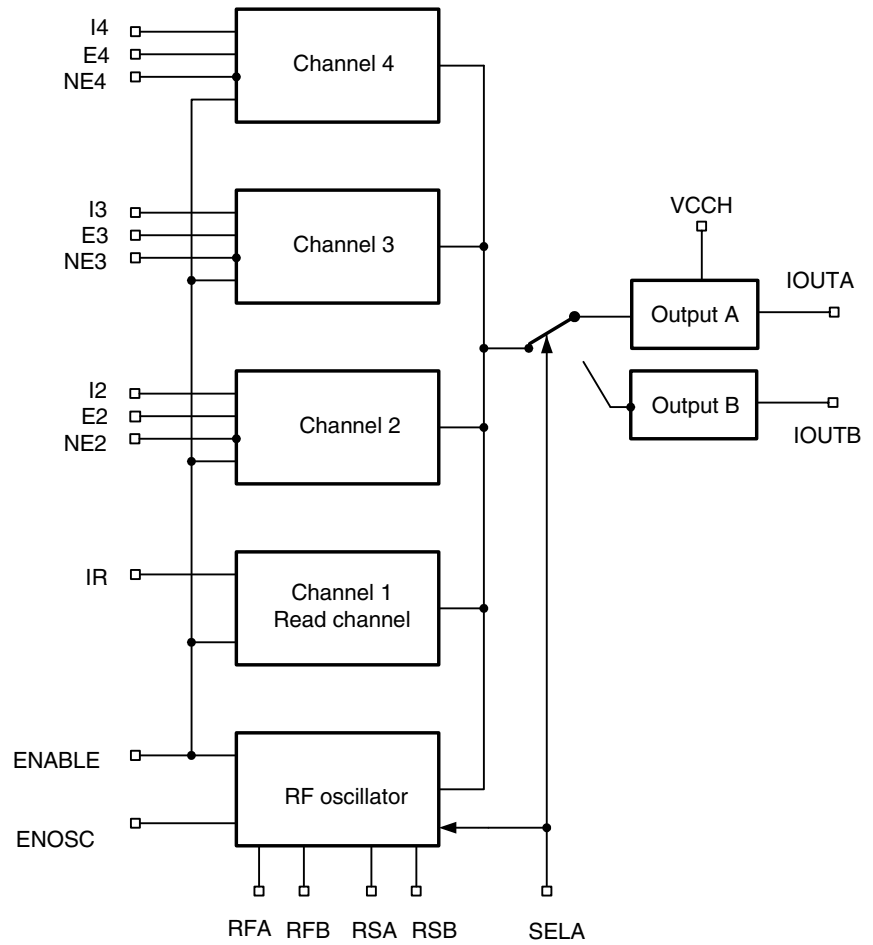 I4
E4
NE4
Channel 4
I3
E3
NE3
Channel 3
VCCH
IOUTA
Output A
I2
E2
NE2
Channel 2
Output B
IOUTB
IR
Channel 1
Read channel
ENABLE
RF oscillator
ENOSC
RFA RFB RSA RSB SELA